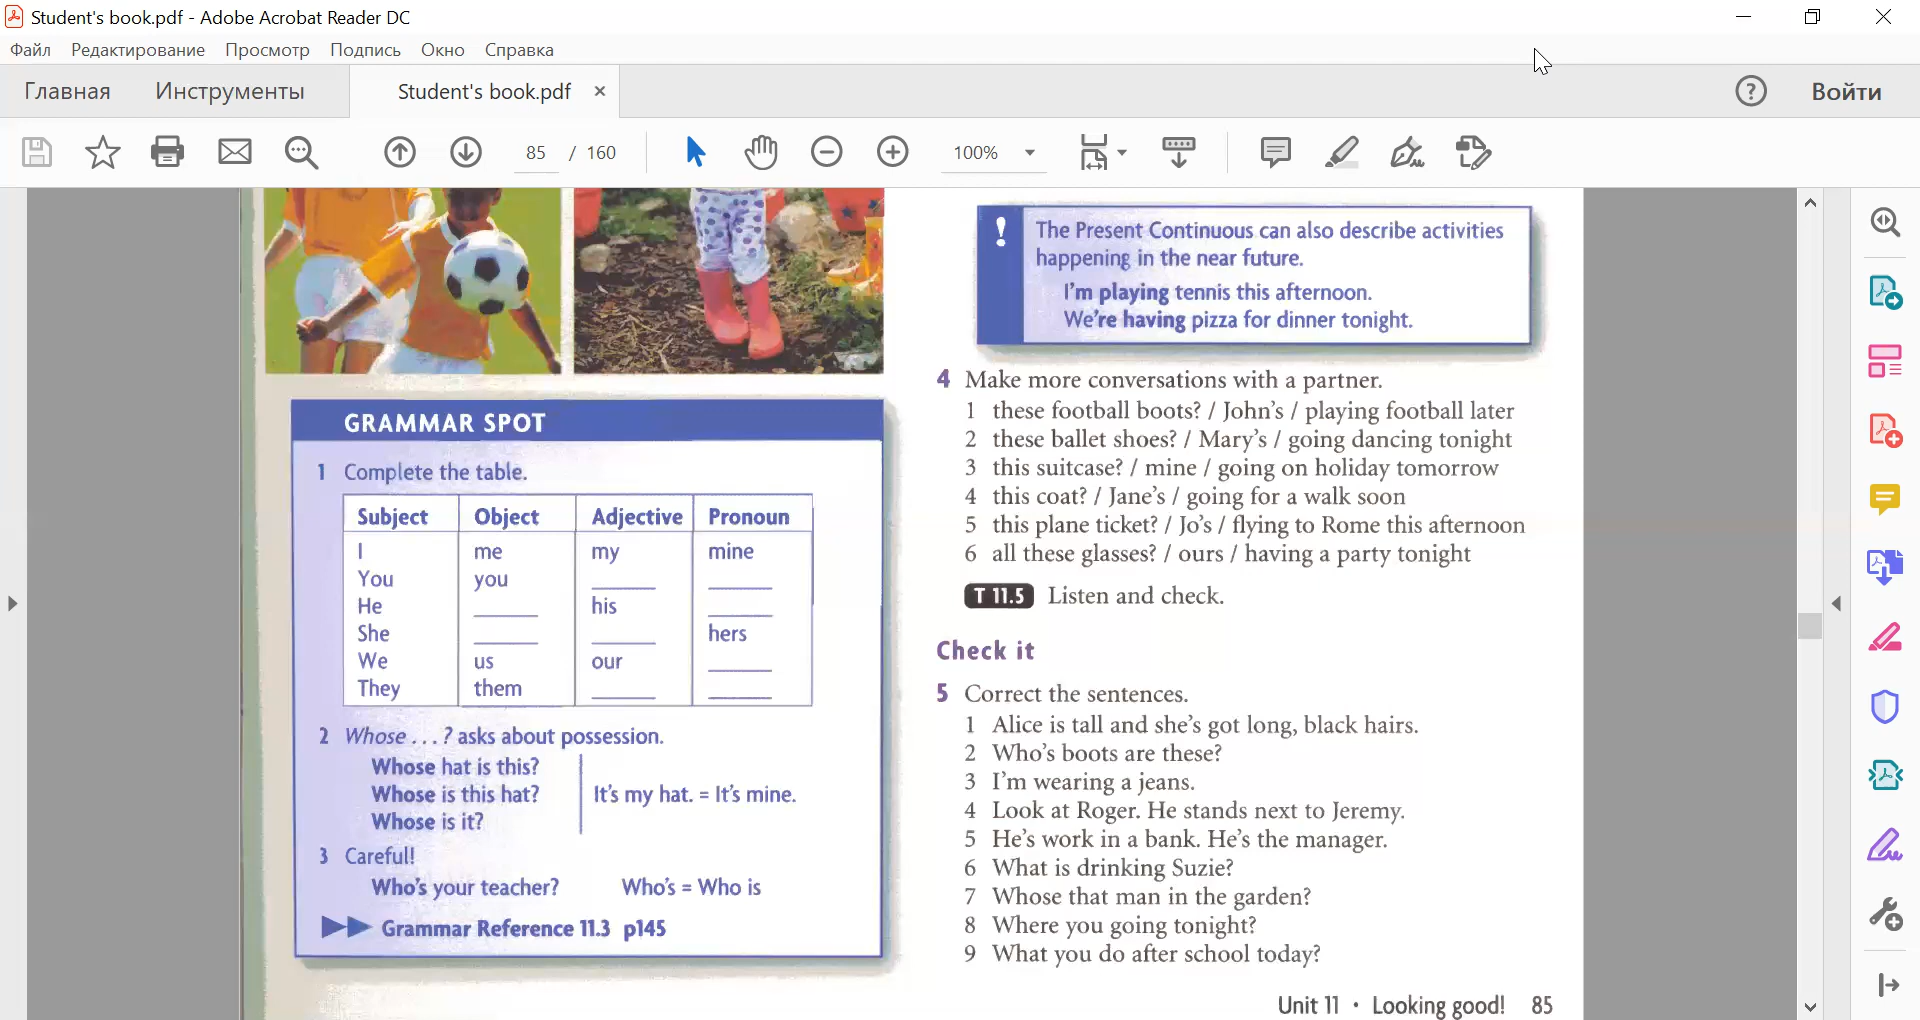 Student's book.pdf - Adobe Acrobat Reader DC
Файл Редактирование Просмотр Подпись Окно Справка
Главная Инструменты Student's book.pdf × ? Войти
85 / 160 100%
GRAMMAR SPOT
1 Complete the table.
Subject Object Adjective Pronoun
I me my mine
You you ______ ______
He ______ his ______
She ______ ______ hers
We us our ______
They them ______ ______
2 Whose ...? asks about possession.
Whose hat is this?
Whose is this hat? It's my hat. = It's mine.
Whose is it?
3 Careful!
Who's your teacher? Who's = Who is
Grammar Reference 11.3 p145
! The Present Continuous can also describe activities
happening in the near future.
I'm playing tennis this afternoon.
We're having pizza for dinner tonight.
4 Make more conversations with a partner.
1 these football boots? / John's / playing football later
2 these ballet shoes? / Mary's / going dancing tonight
3 this suitcase? / mine / going on holiday tomorrow
4 this coat? / Jane's / going for a walk soon
5 this plane ticket? / Jo's / flying to Rome this afternoon
6 all these glasses? / ours / having a party tonight
T 11.5 Listen and check.
Check it
5 Correct the sentences.
1 Alice is tall and she's got long, black hairs.
2 Who's boots are these?
3 I'm wearing a jeans.
4 Look at Roger. He stands next to Jeremy.
5 He's work in a bank. He's the manager.
6 What is drinking Suzie?
7 Whose that man in the garden?
8 Where you going tonight?
9 What you do after school today?
Unit 11 • Looking good! 85